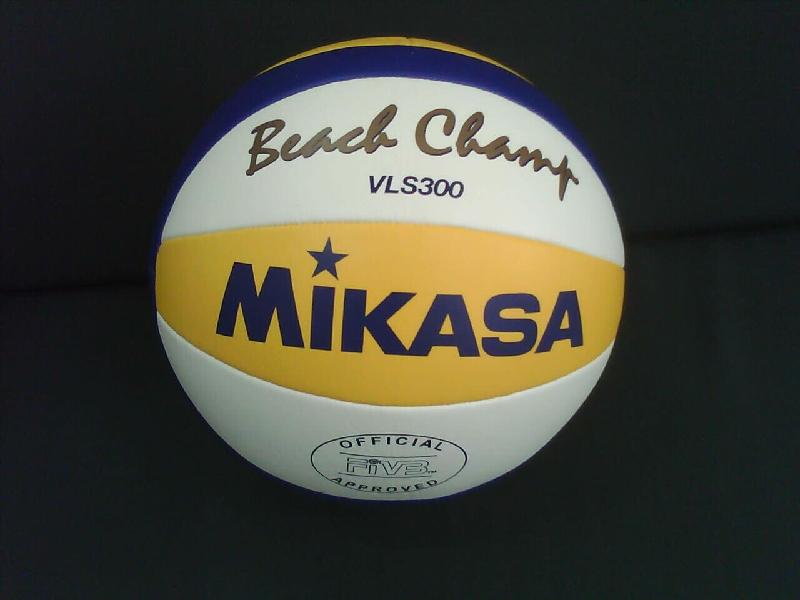 Beach Champ
VLS300
MIKASA
OFFICIAL
FIVB
APPROVED